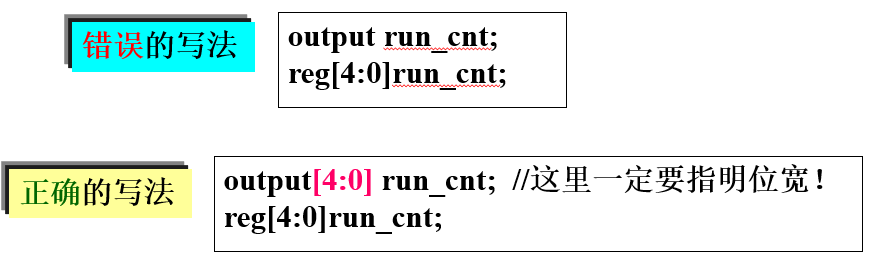 错误的写法
output run_cnt;
reg[4:0]run_cnt;
正确的写法
output[4:0] run_cnt;  //这里一定要指明位宽！
reg[4:0]run_cnt;